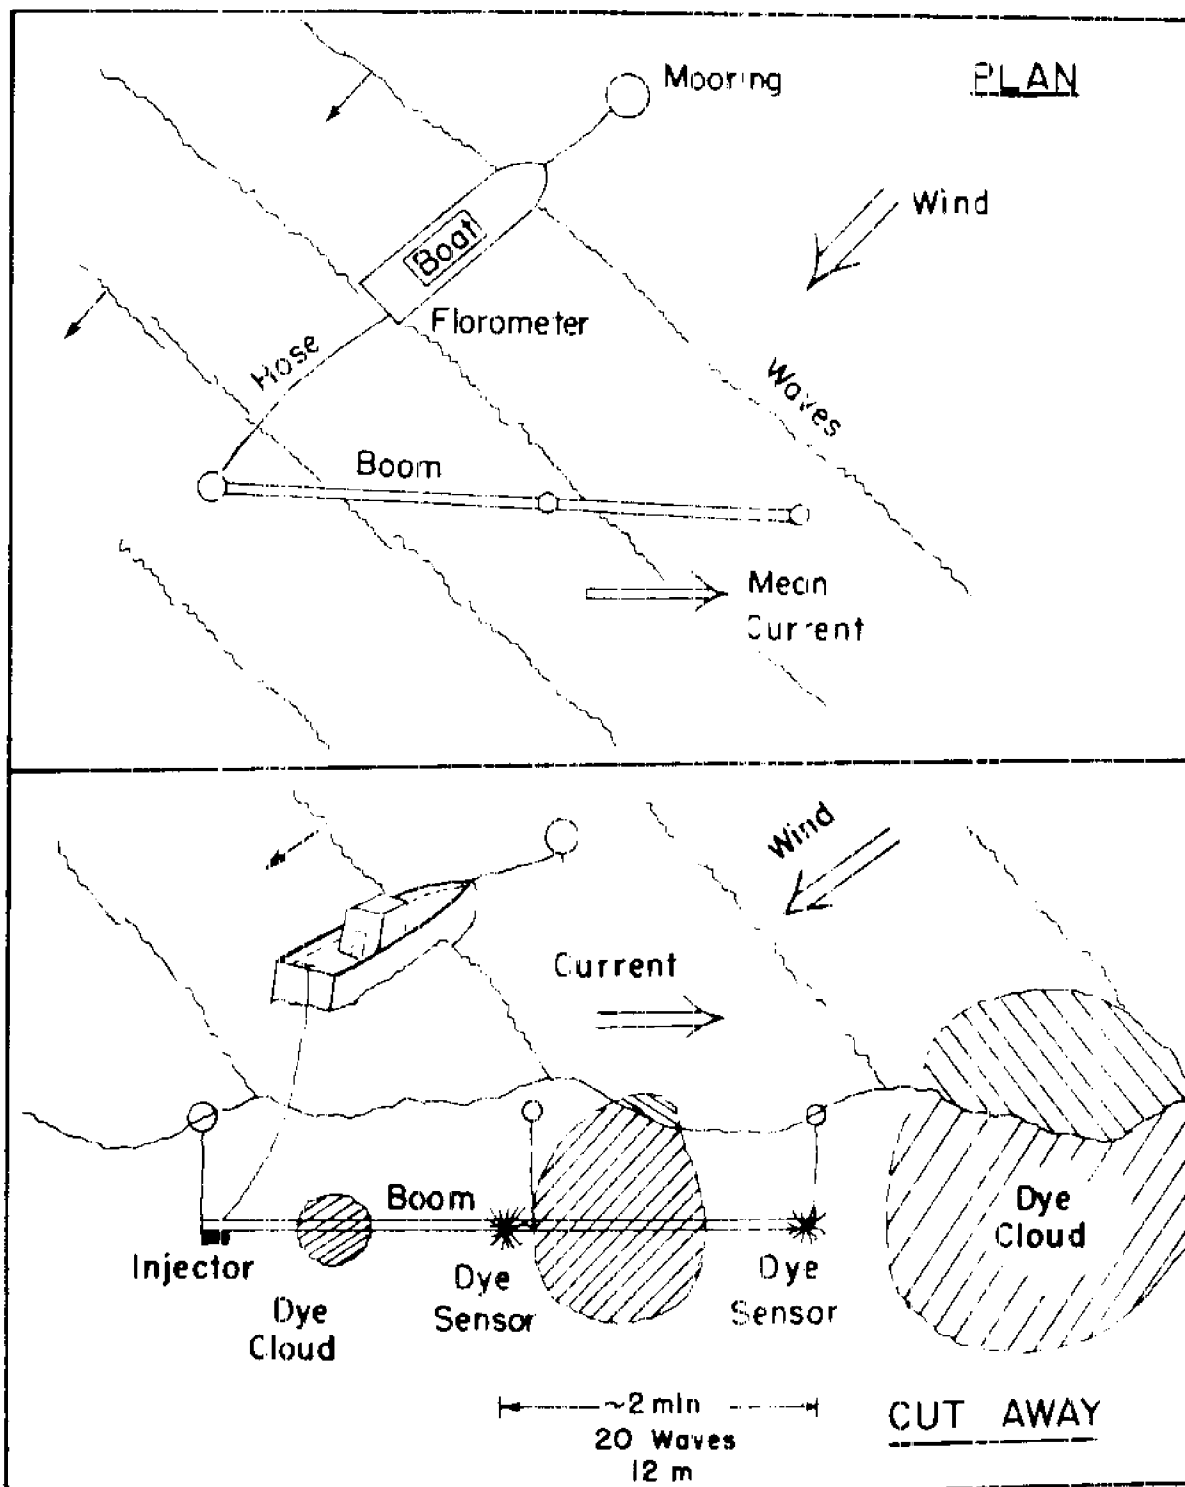 PLAN
Mooring
Wind
Boat
Florometer
Hose
Waves
Boom
Mean
Current
Wind
Current
Boom
Injector
Dye
Cloud
Dye
Sensor
Dye
Sensor
Dye
Cloud
~2 min
20 Waves
12 m
CUT AWAY